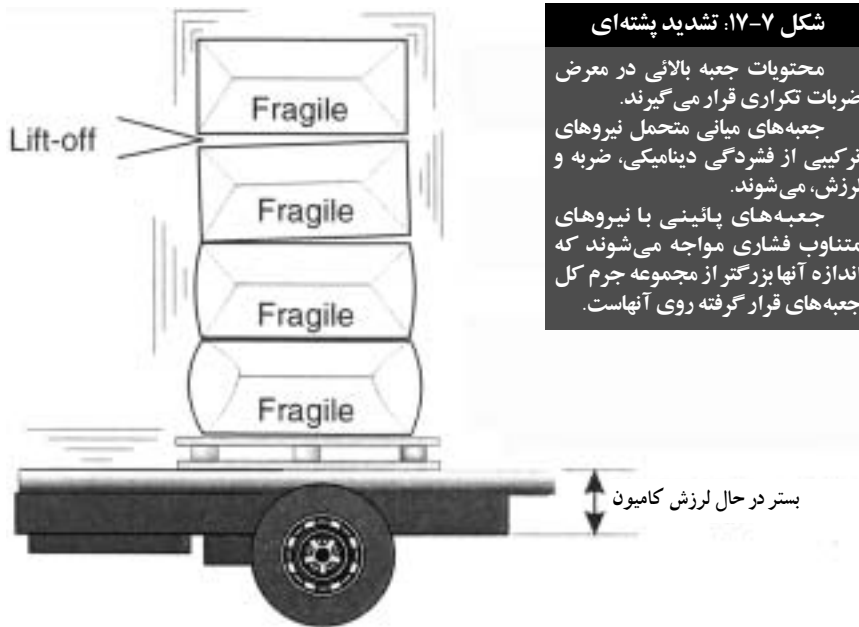 شکل ۷-۱۷: تشدید پشته‌ای
محتویات جعبه بالائی در معرض
ضربات تکراری قرار می‌گیرند.
جعبه‌های میانی متحمل نیروهای
ترکیبی از فشردگی دینامیکی، ضربه و
لرزش، می‌شوند.
جعبه‌های پائینی با نیروهای
متناوب فشاری مواجه می‌شوند که
اندازه آنها بزرگتر از مجموعه جرم کل
جعبه‌های قرار گرفته روی آنهاست.
Fragile
Lift-off
Fragile
Fragile
Fragile
بستر در حال لرزش کامیون